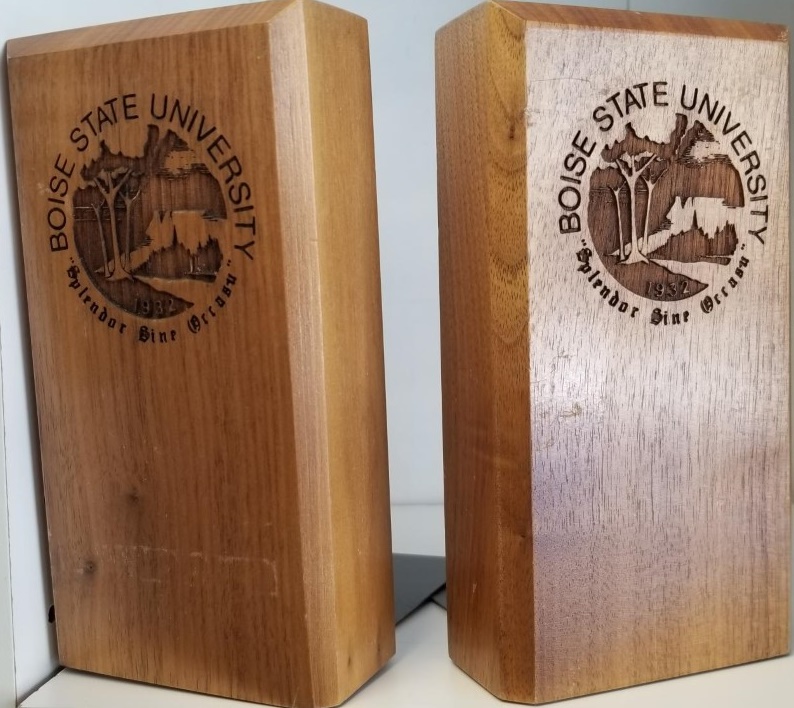 BOISE STATE UNIVERSITY
1932
"Splendor Sine Occasu"
BOISE STATE UNIVERSITY
1932
"Splendor Sine Occasu"